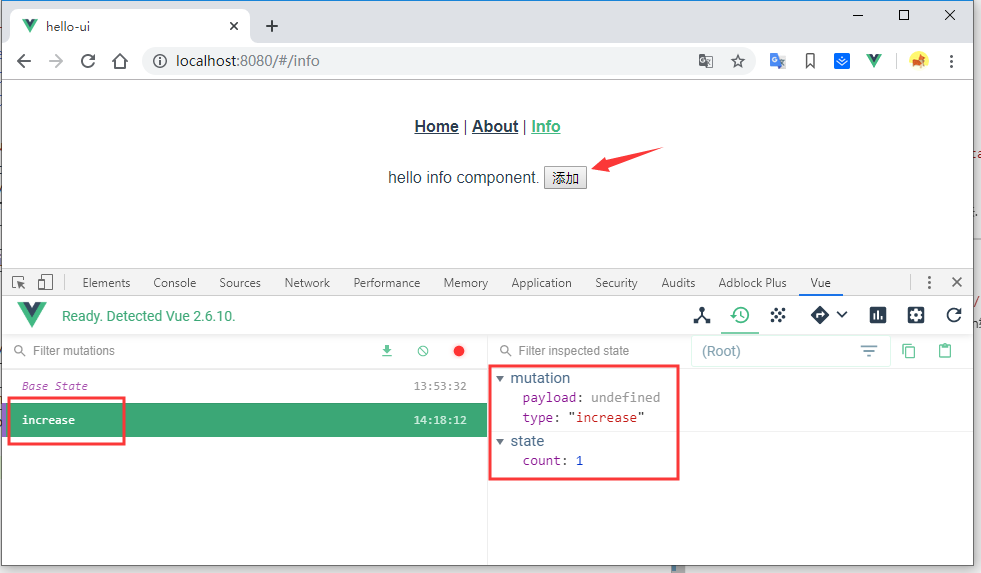 hello-ui
localhost:8080/#/info
Home | About | Info
hello info component. 添加
Elements Console Sources Network Performance Memory Application Security Audits Adblock Plus Vue
Ready. Detected Vue 2.6.10.
Filter mutations
Filter inspected state
(Root)
Base State 13:53:32
increase 14:18:12
mutation
payload: undefined
type: "increase"
state
count: 1